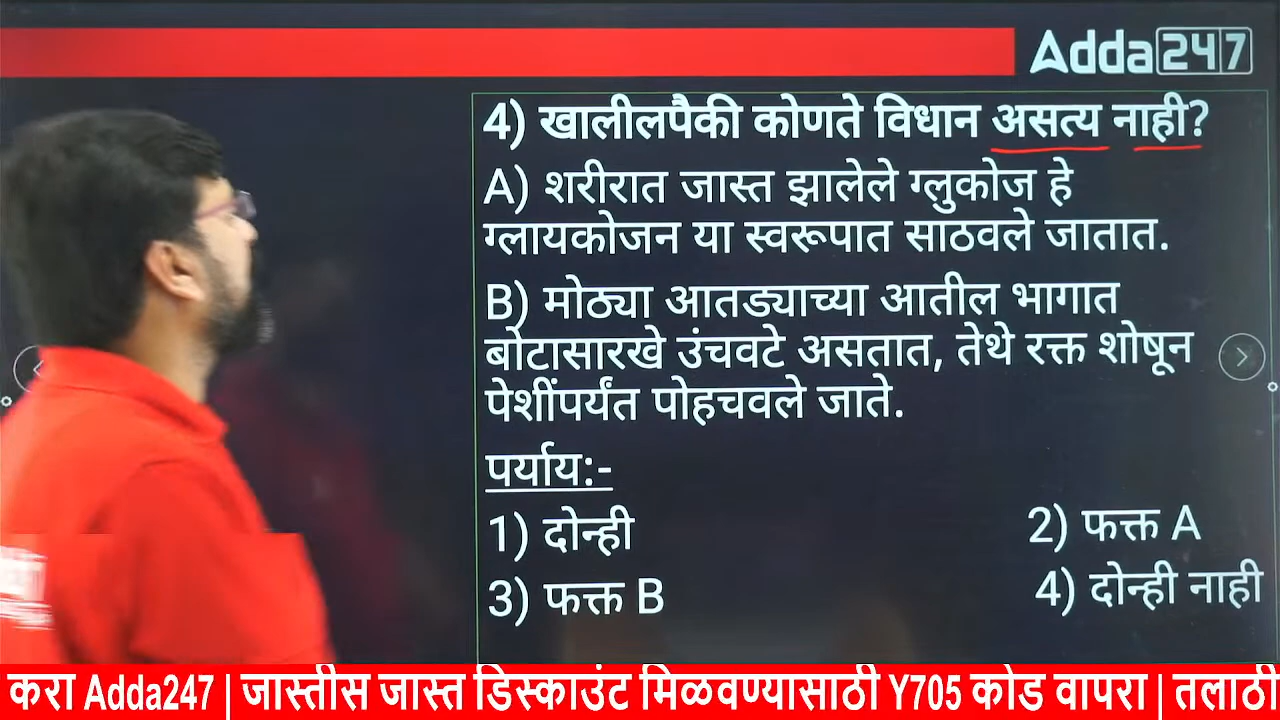 Adda247
4) खालीलपैकी कोणते विधान असत्य नाही?
A) शरीरात जास्त झालेले ग्लुकोज हे
ग्लायकोजन या स्वरूपात साठवले जातात.
B) मोठ्या आतड्याच्या आतील भागात
बोटासारखे उंचवटे असतात, तेथे रक्त शोषून
पेशींपर्यंत पोहचवले जाते.
पर्याय:-
1) दोन्ही
2) फक्त A
3) फक्त B
4) दोन्ही नाही
करा Adda247 | जास्तीस जास्त डिस्काउंट मिळवण्यासाठी Y705 कोड वापरा | तलाठी